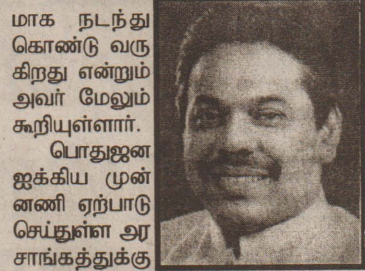 மாக நடந்து
கொண்டு வரு
கிறது என்றும்
அவர் மேலும்
கூறியுள்ளார்.
பொதுஜன
ஐக்கிய முன்
னணி ஏற்பாடு
செய்துள்ள அர
சாங்கத்துக்கு